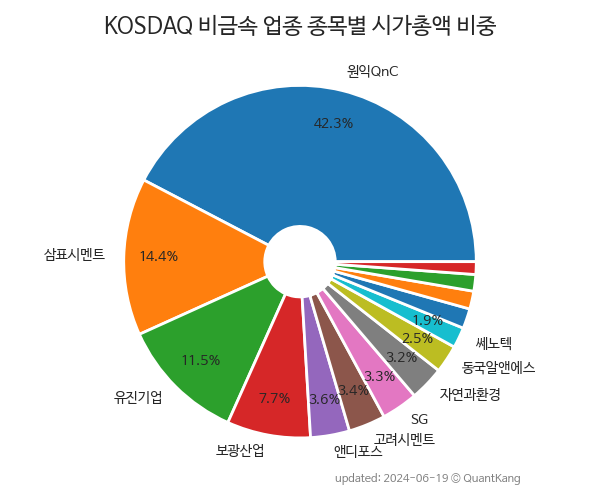 KOSDAQ 비금속 업종 종목별 시가총액 비중
원익QnC
42.3%
삼표시멘트
14.4%
유진기업
11.5%
보광산업
7.7%
앤디포스
3.6%
고려시멘트
3.4%
SG
3.3%
자연과환경
3.2%
동국알앤에스
2.5%
쎄노텍
1.9%
updated: 2024-06-19 © QuantKang